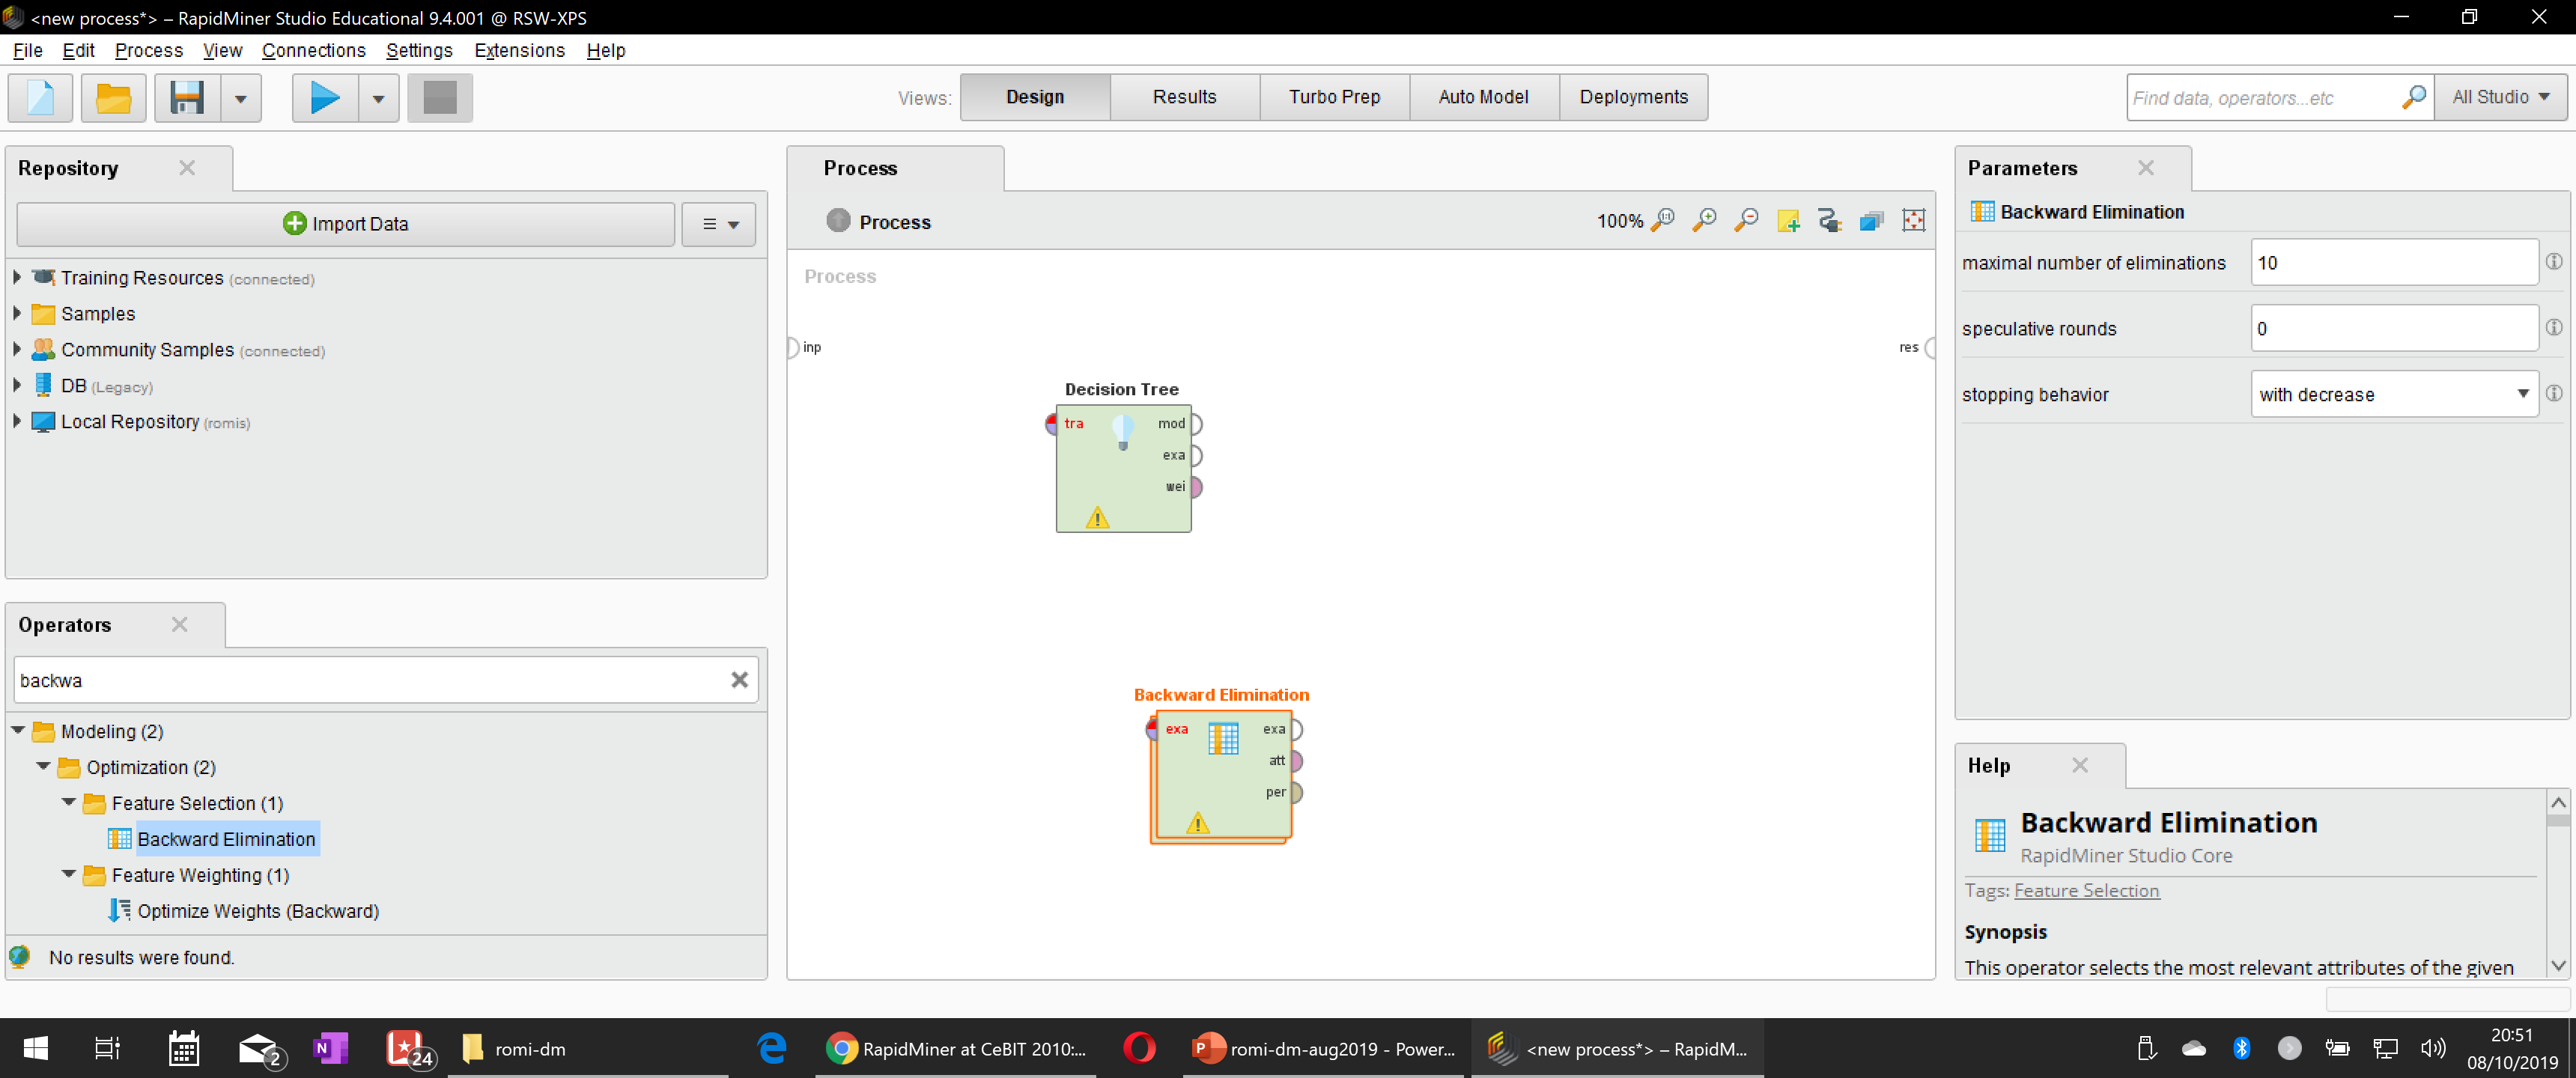 <new process*> – RapidMiner Studio Educational 9.4.001 @ RSW-XPS
File Edit Process View Connections Settings Extensions Help
Views: Design Results Turbo Prep Auto Model Deployments
Find data, operators...etc
All Studio
Repository
Import Data
Training Resources (connected)
Samples
Community Samples (connected)
DB (Legacy)
Local Repository (romis)
Operators
backwa
Modeling (2)
Optimization (2)
Feature Selection (1)
Backward Elimination
Feature Weighting (1)
Optimize Weights (Backward)
No results were found.
Process
Process
100%
Process
inp
res
Decision Tree
tra mod
exa
wei
Backward Elimination
exa exa
att
per
Parameters
Backward Elimination
maximal number of eliminations 10
speculative rounds 0
stopping behavior with decrease
Help
Backward Elimination
RapidMiner Studio Core
Tags: Feature Selection
Synopsis
This operator selects the most relevant attributes of the given
2
24
romi-dm
RapidMiner at CeBIT 2010:...
romi-dm-aug2019 - Power...
<new process*> – RapidM...
20:51
08/10/2019